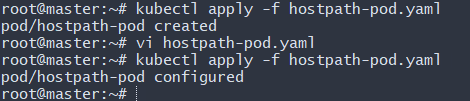 root@master:~# kubectl apply -f hostpath-pod.yaml
pod/hostpath-pod created
root@master:~# vi hostpath-pod.yaml
root@master:~# kubectl apply -f hostpath-pod.yaml
pod/hostpath-pod configured
root@master:~#